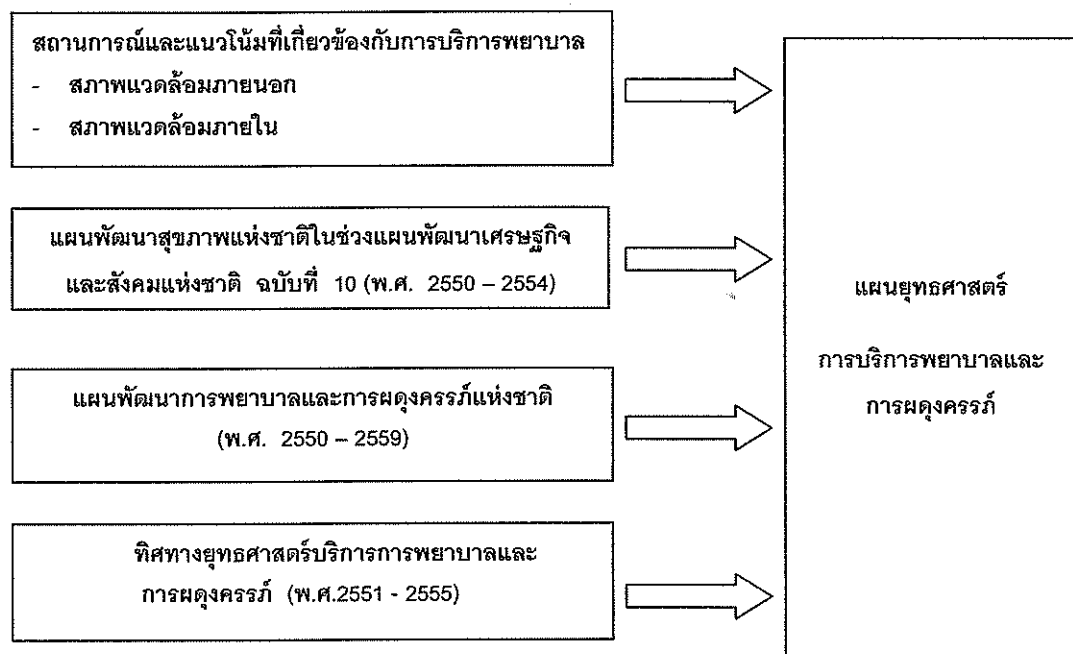 สถานการณ์และแนวโน้มที่เกี่ยวข้องกับการบริการพยาบาล
- สภาพแวดล้อมภายนอก
- สภาพแวดล้อมภายใน
แผนพัฒนาสุขภาพแห่งชาติในช่วงแผนพัฒนาเศรษฐกิจ
และสังคมแห่งชาติ ฉบับที่ 10 (พ.ศ. 2550 – 2554)
แผนพัฒนาการพยาบาลและการผดุงครรภ์แห่งชาติ
(พ.ศ. 2550 – 2559)
ทิศทางยุทธศาสตร์บริการการพยาบาลและ
การผดุงครรภ์ (พ.ศ.2551 - 2555)
แผนยุทธศาสตร์
การบริการพยาบาลและ
การผดุงครรภ์